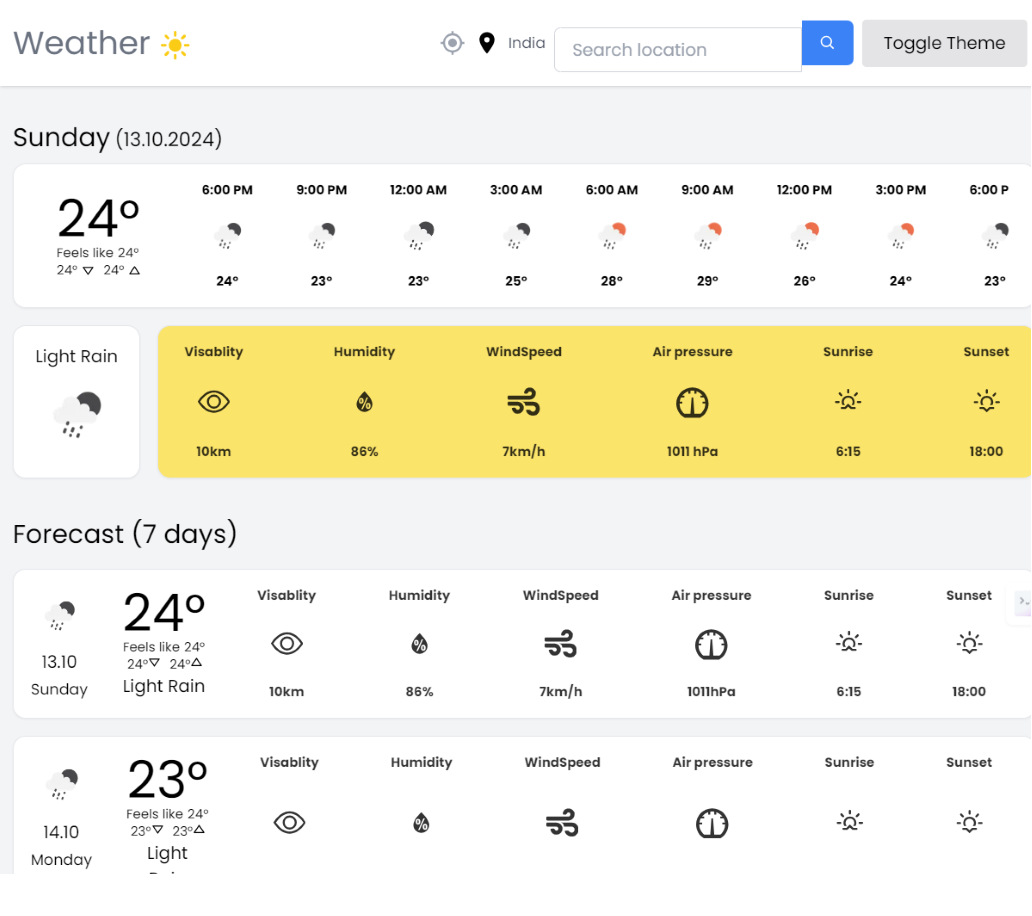 Weather
India
Search location
Toggle Theme
Sunday (13.10.2024)
24°
Feels like 24°
24° 24°
6:00 PM 9:00 PM 12:00 AM 3:00 AM 6:00 AM 9:00 AM 12:00 PM 3:00 PM 6:00 P
24° 23° 23° 25° 28° 29° 26° 24° 23°
Light Rain
Visablity Humidity WindSpeed Air pressure Sunrise Sunset
%
10km 86% 7km/h 1011 hPa 6:15 18:00
Forecast (7 days)
13.10
Sunday
24°
Feels like 24°
24° 24°
Light Rain
Visablity Humidity WindSpeed Air pressure Sunrise Sunset
%
10km 86% 7km/h 1011hPa 6:15 18:00
14.10
Monday
23°
Feels like 24°
23° 23°
Light
Visablity Humidity WindSpeed Air pressure Sunrise Sunset
%